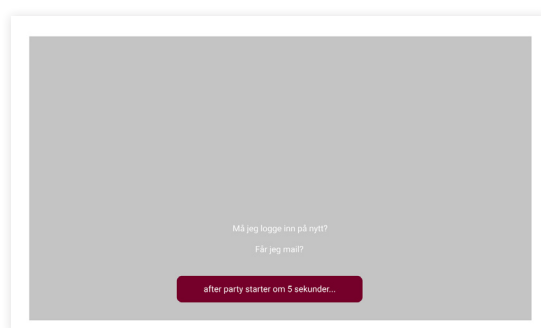 Må jeg logge inn på nytt?
Får jeg mail?
after party starter om 5 sekunder...